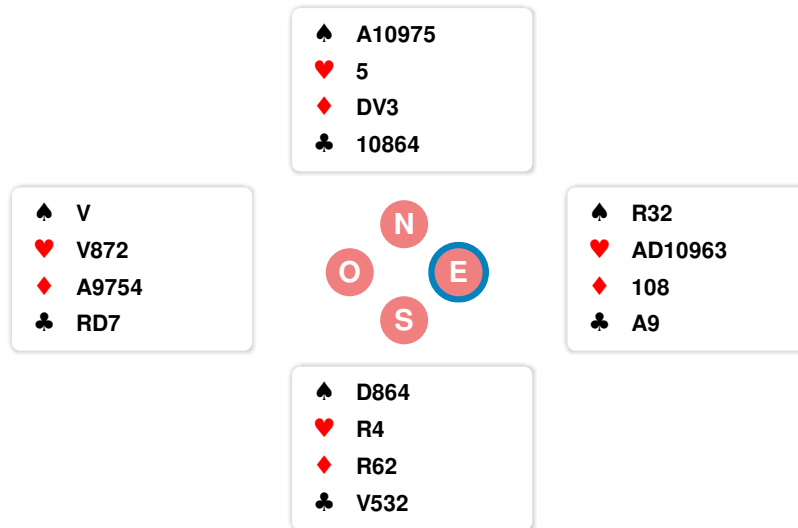 ♠ A10975
♥ 5
♦ DV3
♣ 10864
♠ V
♥ V872
♦ A9754
♣ RD7
N
O
E
S
♠ R32
♥ AD10963
♦ 108
♣ A9
♠ D864
♥ R4
♦ R62
♣ V532